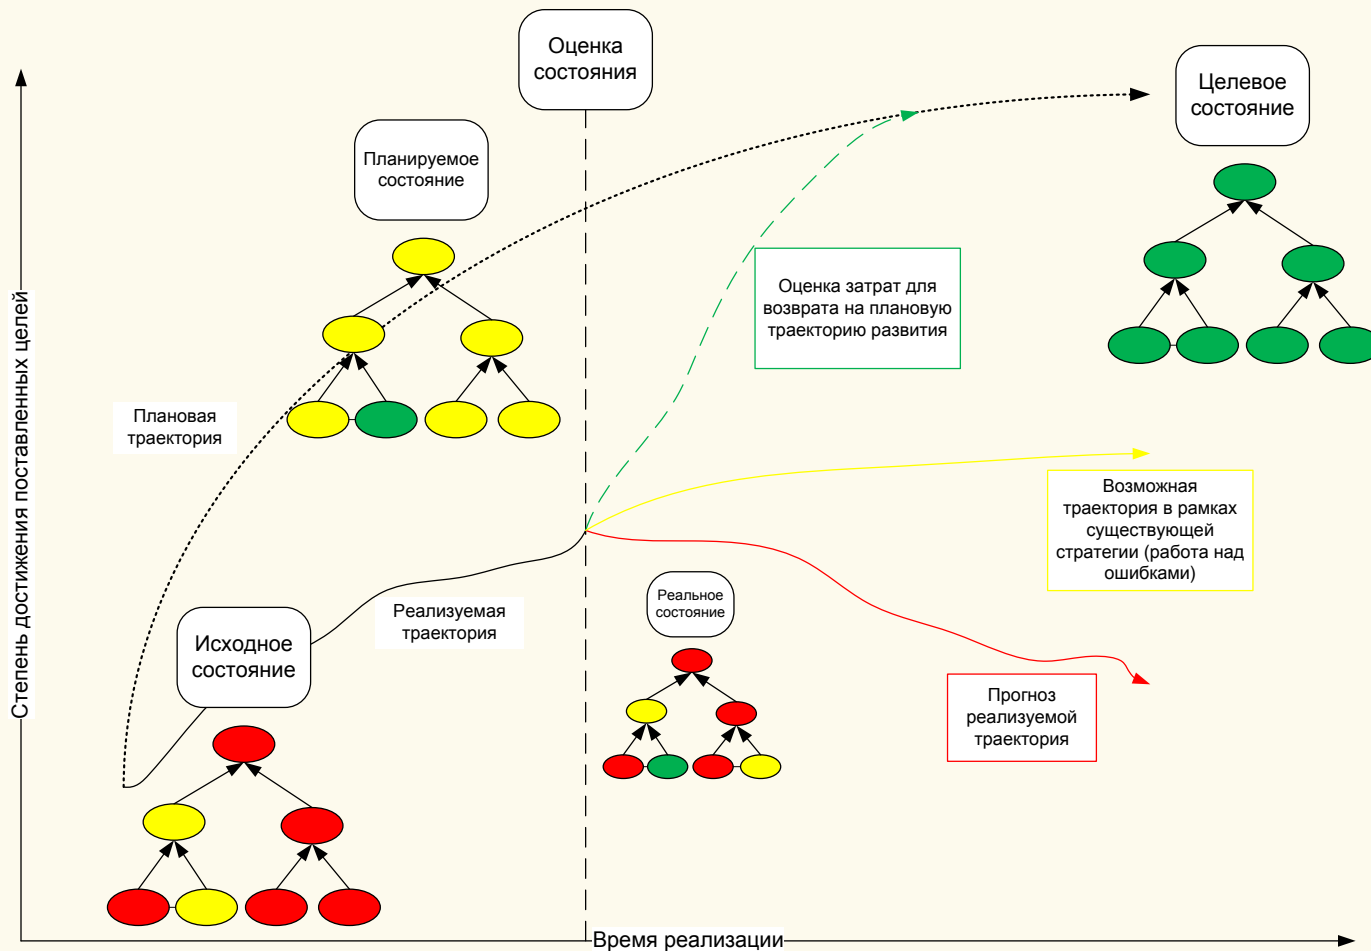 Оценка
состояния
Целевое
состояние
Планируемое
состояние
Оценка затрат для
возврата на плановую
траекторию развития
Степень достижения поставленных целей
Плановая
траектория
Возможная
траектория в рамках
существующей
стратегии (работа над
ошибками)
Реальное
состояние
Реализуемая
траектория
Исходное
состояние
Прогноз
реализуемой
траектория
Время реализации